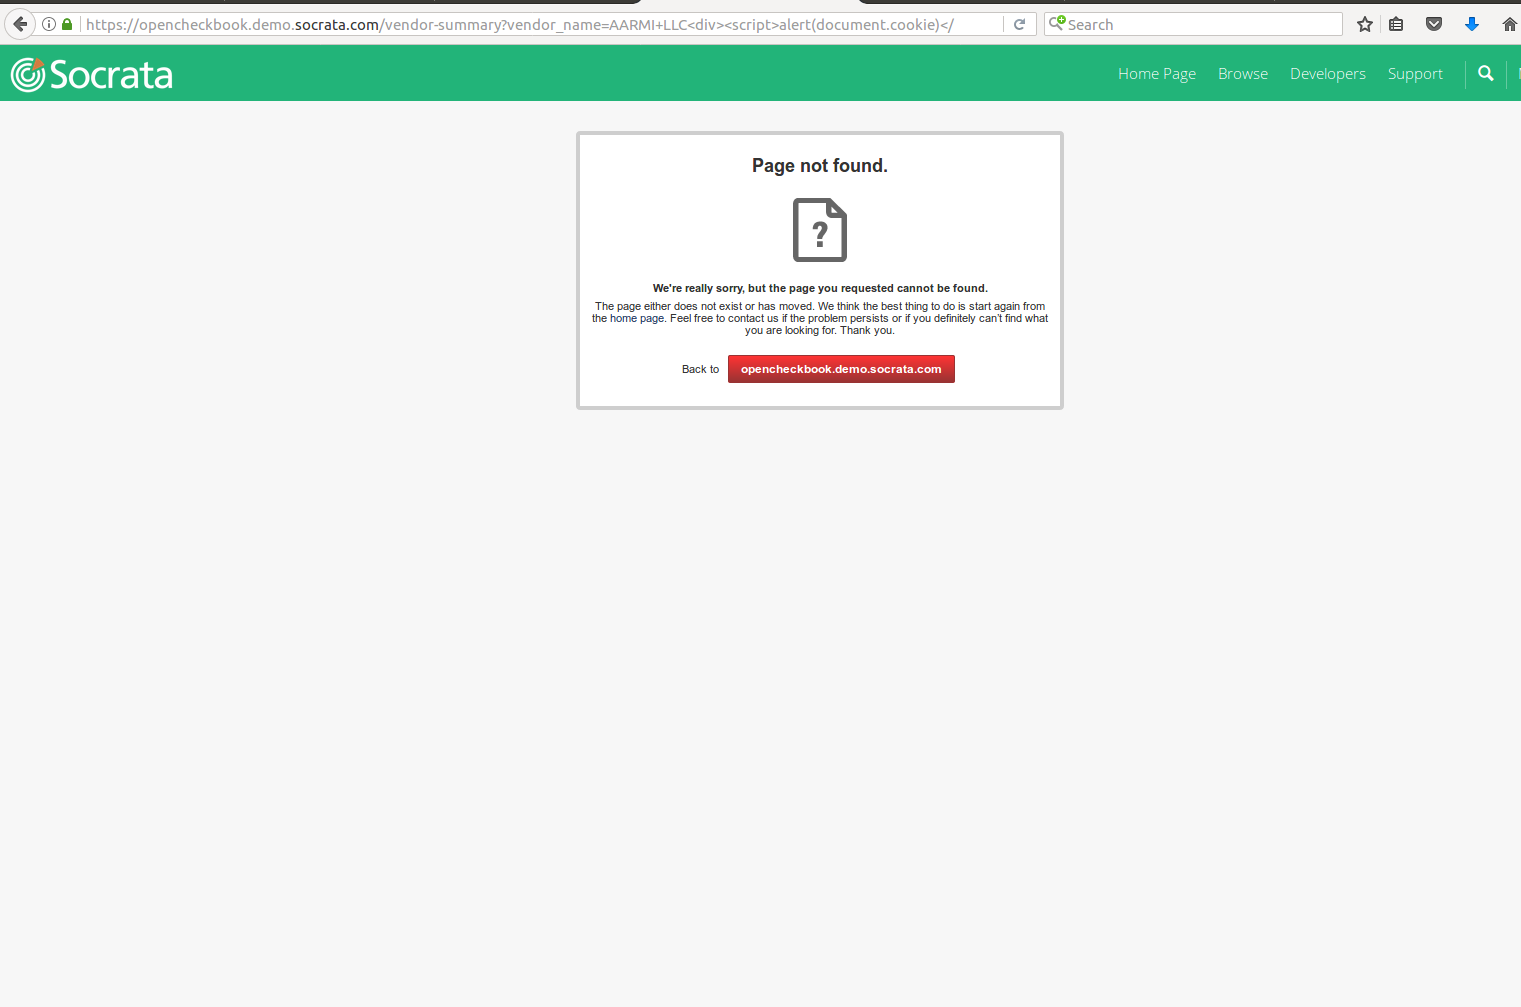 https://opencheckbook.demo.socrata.com/vendor-summary?vendor_name=AARMI+LLC<div><script>alert(document.cookie)</
Search
Socrata
Home Page
Browse
Developers
Support
Page not found.
?
We're really sorry, but the page you requested cannot be found.
The page either does not exist or has moved. We think the best thing to do is start again from
the home page. Feel free to contact us if the problem persists or if you definitely can't find what
you are looking for. Thank you.
Back to opencheckbook.demo.socrata.com